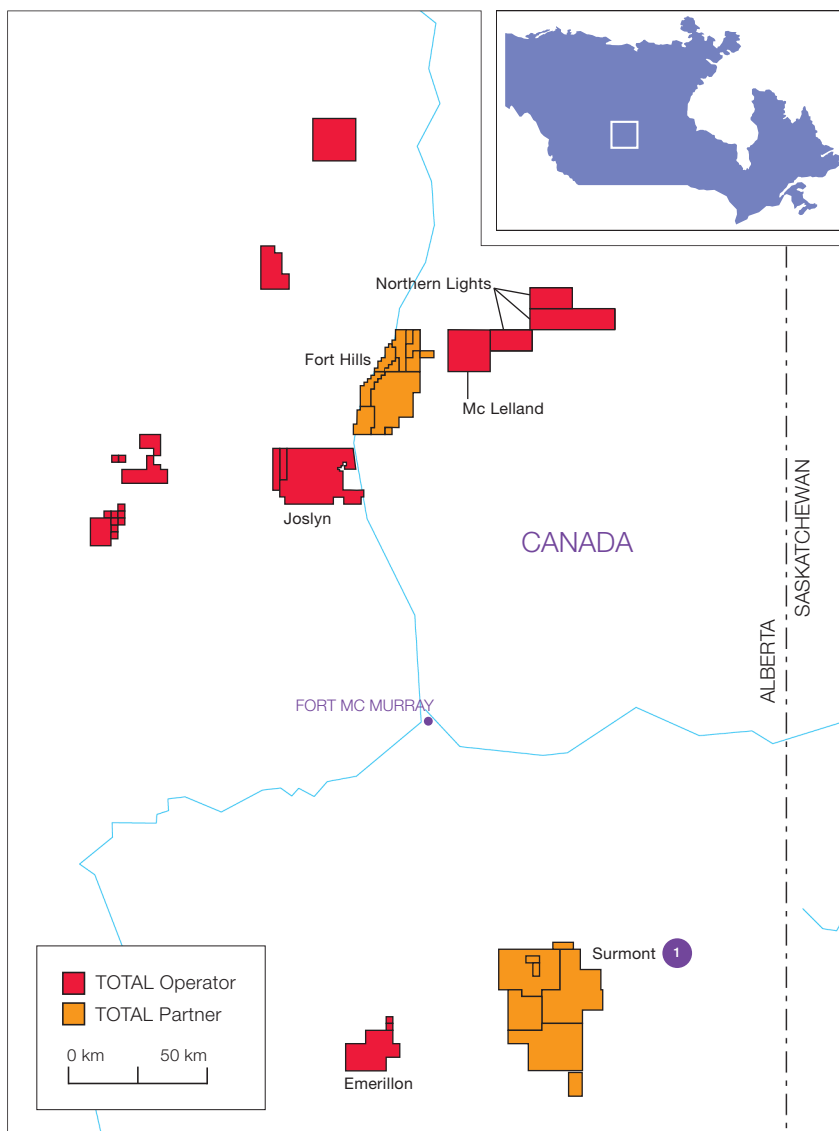 Northern Lights
Fort Hills
Mc Lelland
Joslyn
CANADA
SASKATCHEWAN
ALBERTA
FORT MC MURRAY
Surmont 1
TOTAL Operator
TOTAL Partner
0 km 50 km
Emerillon